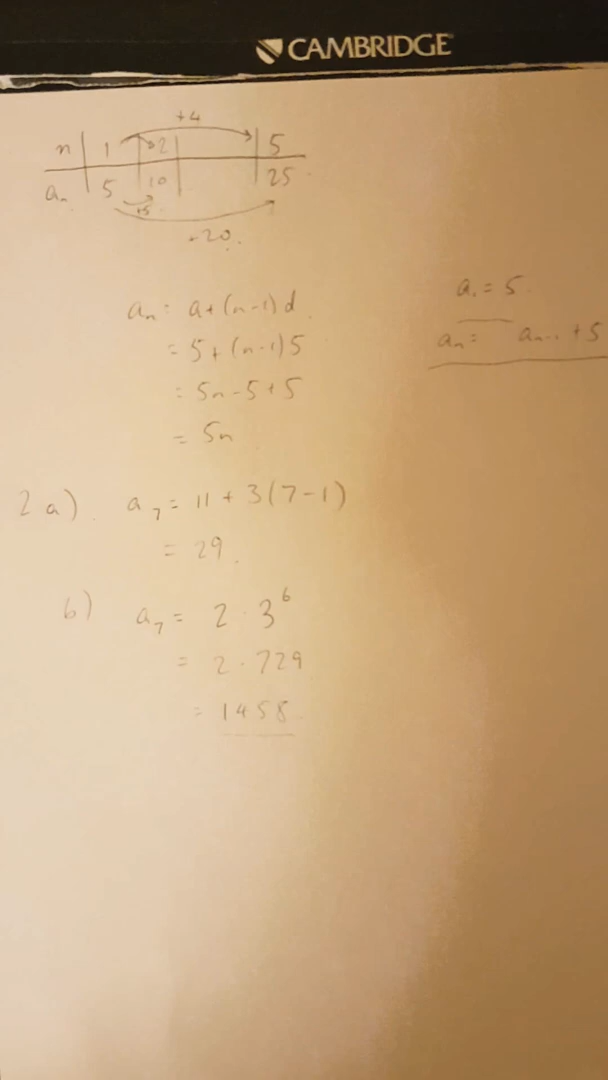 CAMBRIDGE
+4
n 1 2 5
aₙ 5 10 25
+5
a₁ = 5
aₙ = a + (n-1)d
aₙ = aₙ₋₁ + 5
= 5 + (n-1)5
= 5n - 5 + 5
= 5n
2 a) a₇ = 11 + 3(7-1)
= 29
b) a₇ = 2 · 3⁶
= 2 · 729
= 1458